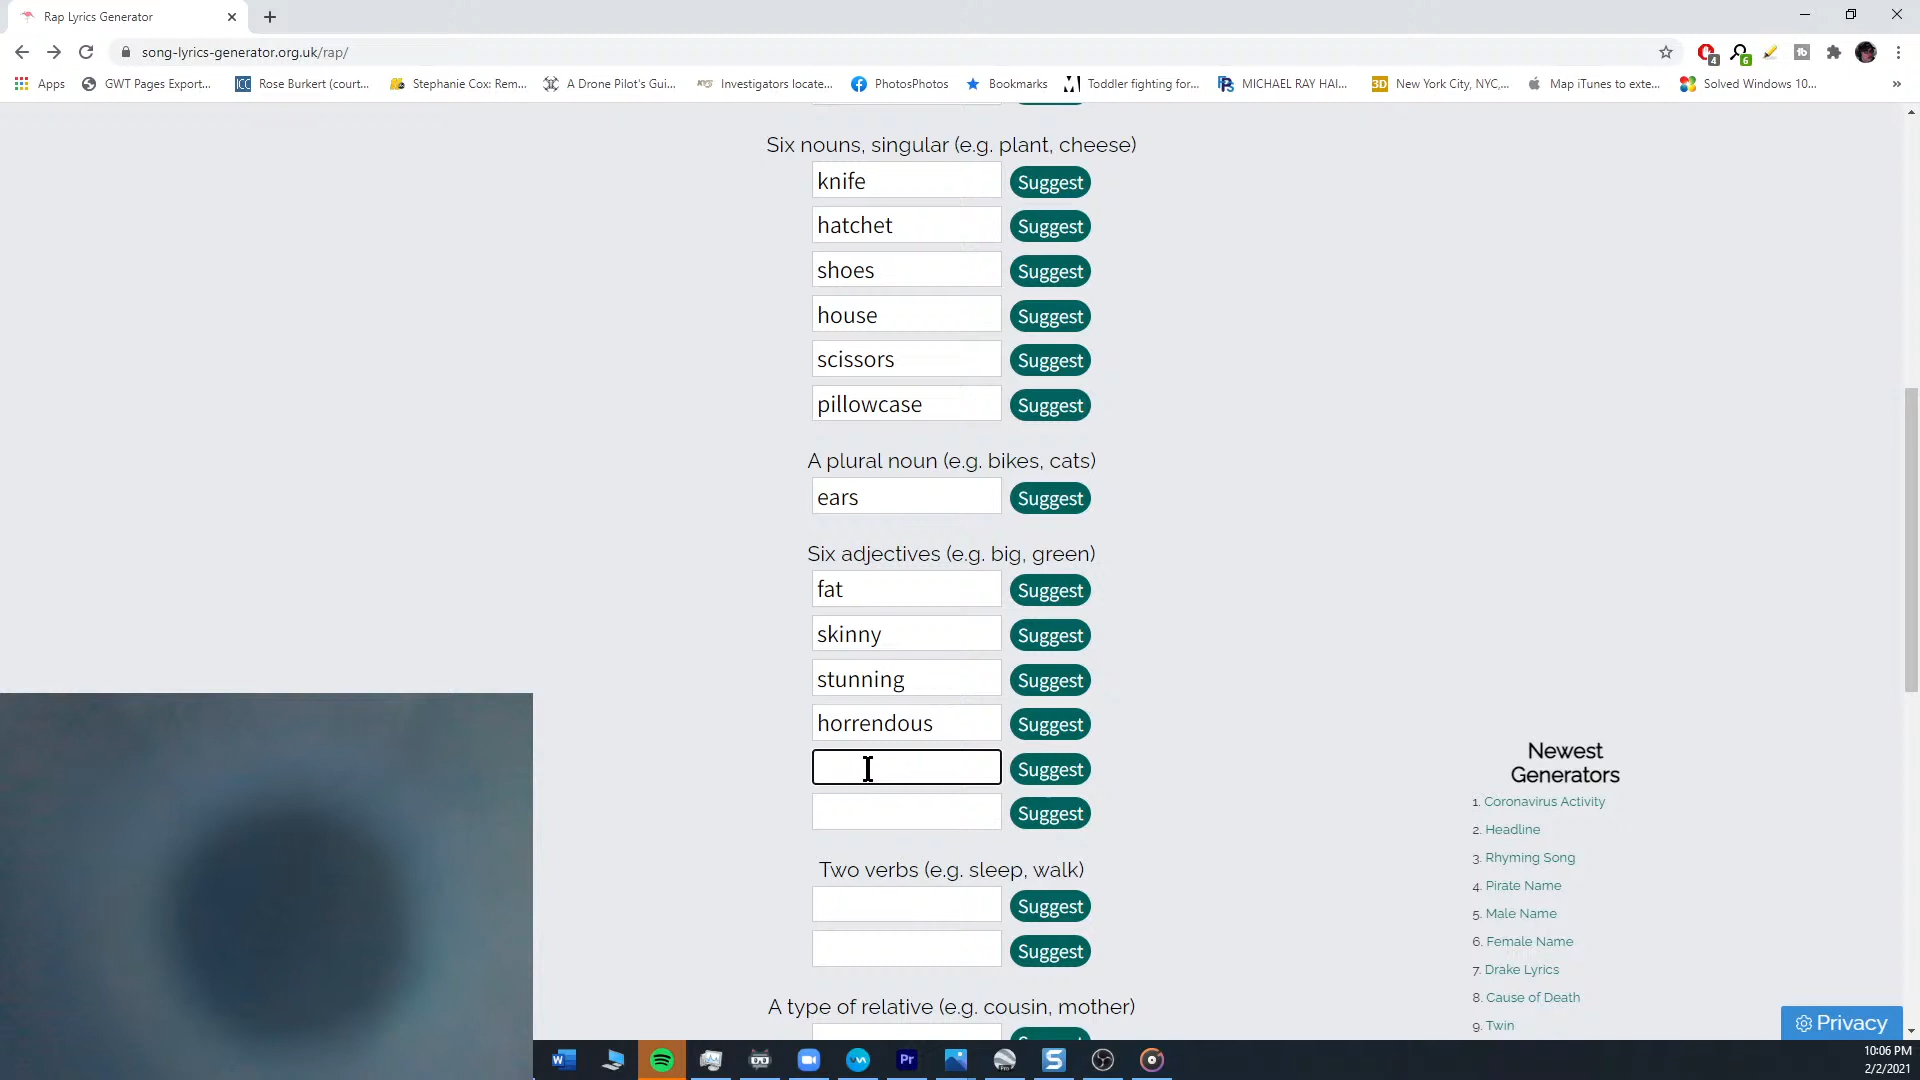 Rap Lyrics Generator
song-lyrics-generator.org.uk/rap/
4
6
Apps
GWT Pages Export...
ICC
Rose Burkert (court...
Stephanie Cox: Rem...
A Drone Pilot's Gui...
Investigators locate...
PhotosPhotos
Bookmarks
Toddler fighting for...
MICHAEL RAY HAI...
3D
New York City, NYC,...
Map iTunes to exte...
Solved Windows 10...
»
Six nouns, singular (e.g. plant, cheese)
knife Suggest
hatchet Suggest
shoes Suggest
house Suggest
scissors Suggest
pillowcase Suggest
A plural noun (e.g. bikes, cats)
ears Suggest
Six adjectives (e.g. big, green)
fat Suggest
skinny Suggest
stunning Suggest
horrendous Suggest
Suggest
Suggest
Two verbs (e.g. sleep, walk)
Suggest
Suggest
A type of relative (e.g. cousin, mother)
Newest
Generators
1. Coronavirus Activity
2. Headline
3. Rhyming Song
4. Pirate Name
5. Male Name
6. Female Name
7. Drake Lyrics
8. Cause of Death
9. Twin
Privacy
W
Pr
S
10:06 PM
2/2/2021